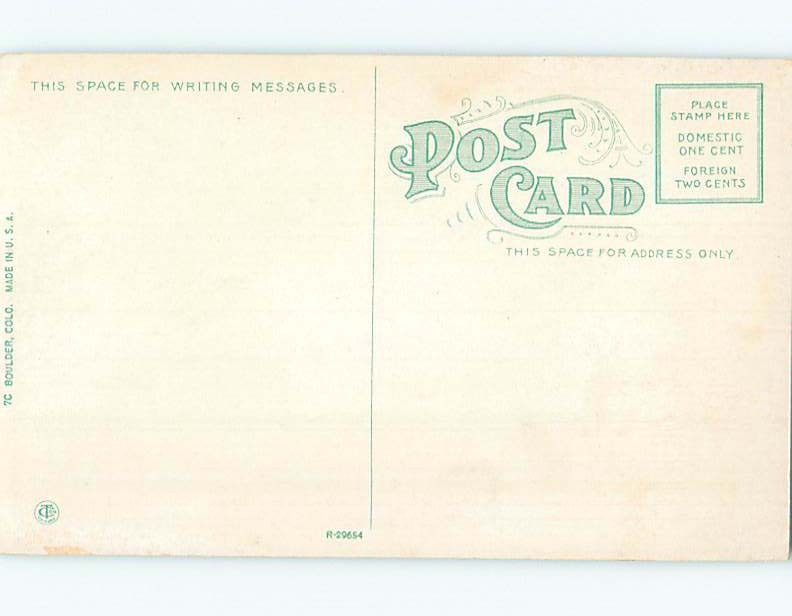 THIS SPACE FOR WRITING MESSAGES.
POST
CARD
THIS SPACE FOR ADDRESS ONLY
PLACE
STAMP HERE
DOMESTIC
ONE CENT
FOREIGN
TWO CENTS
7C BOULDER, COLO. MADE IN U.S.A.
R-29654